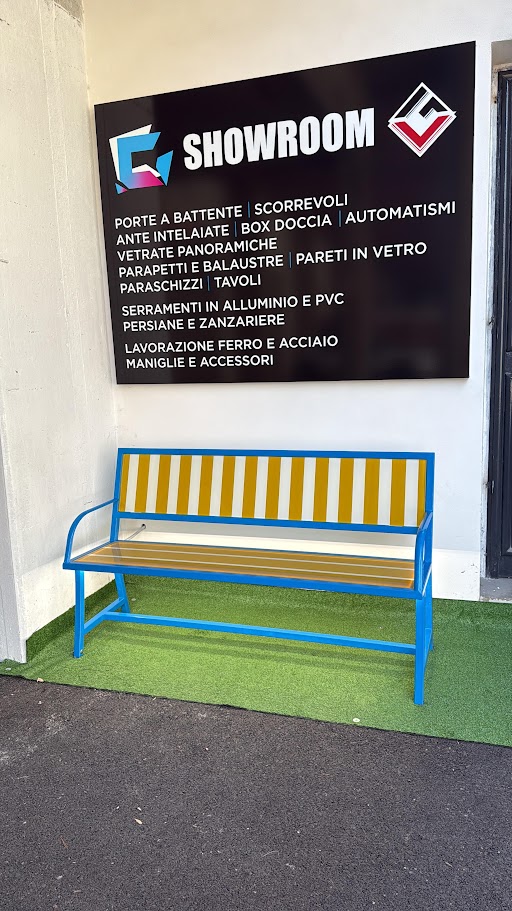 SHOWROOM
PORTE A BATTENTE | SCORREVOLI
ANTE INTELAIATE | BOX DOCCIA | AUTOMATISMI
VETRATE PANORAMICHE
PARAPETTI E BALAUSTRE | PARETI IN VETRO
PARASCHIZZI | TAVOLI
SERRAMENTI IN ALLUMINIO E PVC
PERSIANE E ZANZARIERE
LAVORAZIONE FERRO E ACCIAIO
MANIGLIE E ACCESSORI